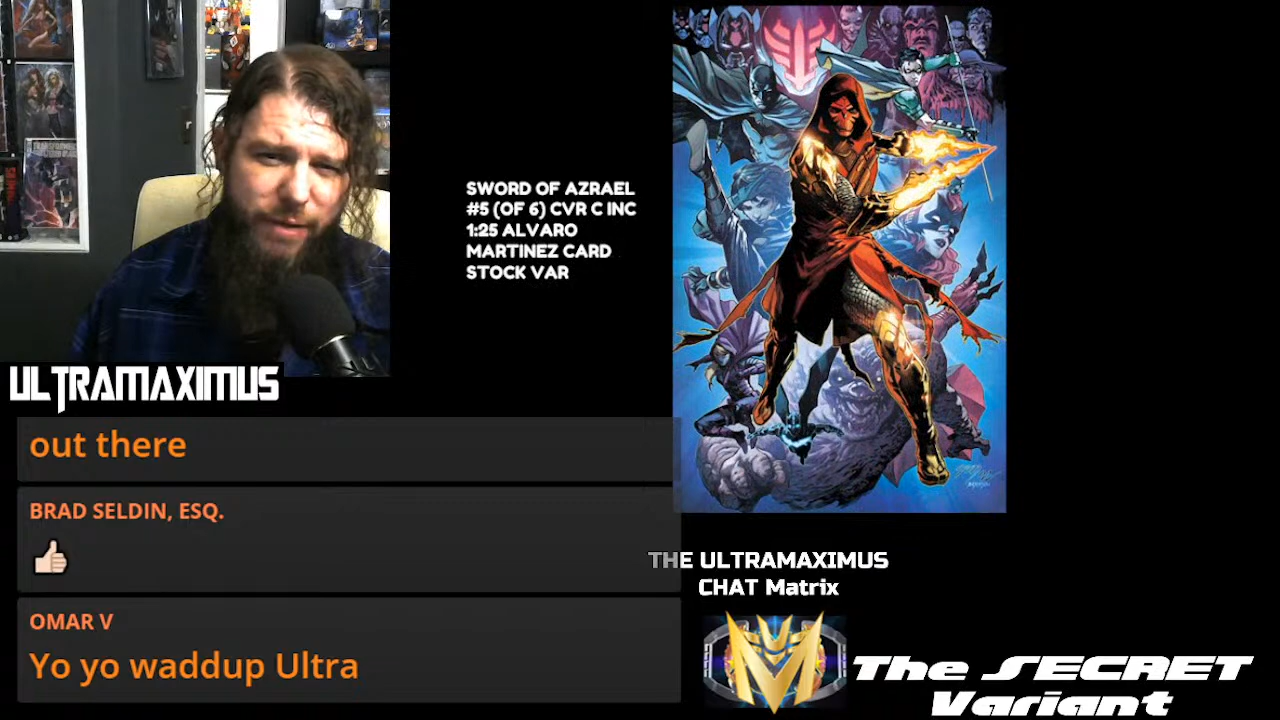 SWORD OF AZRAEL
#5 (OF 6) CVR C INC
1:25 ALVARO
MARTINEZ CARD
STOCK VAR
ULTRAMAXIMUS
out there
BRAD SELDIN, ESQ.
OMAR V
Yo yo waddup Ultra
THE ULTRAMAXIMUS
CHAT Matrix
The SECRET
Variant